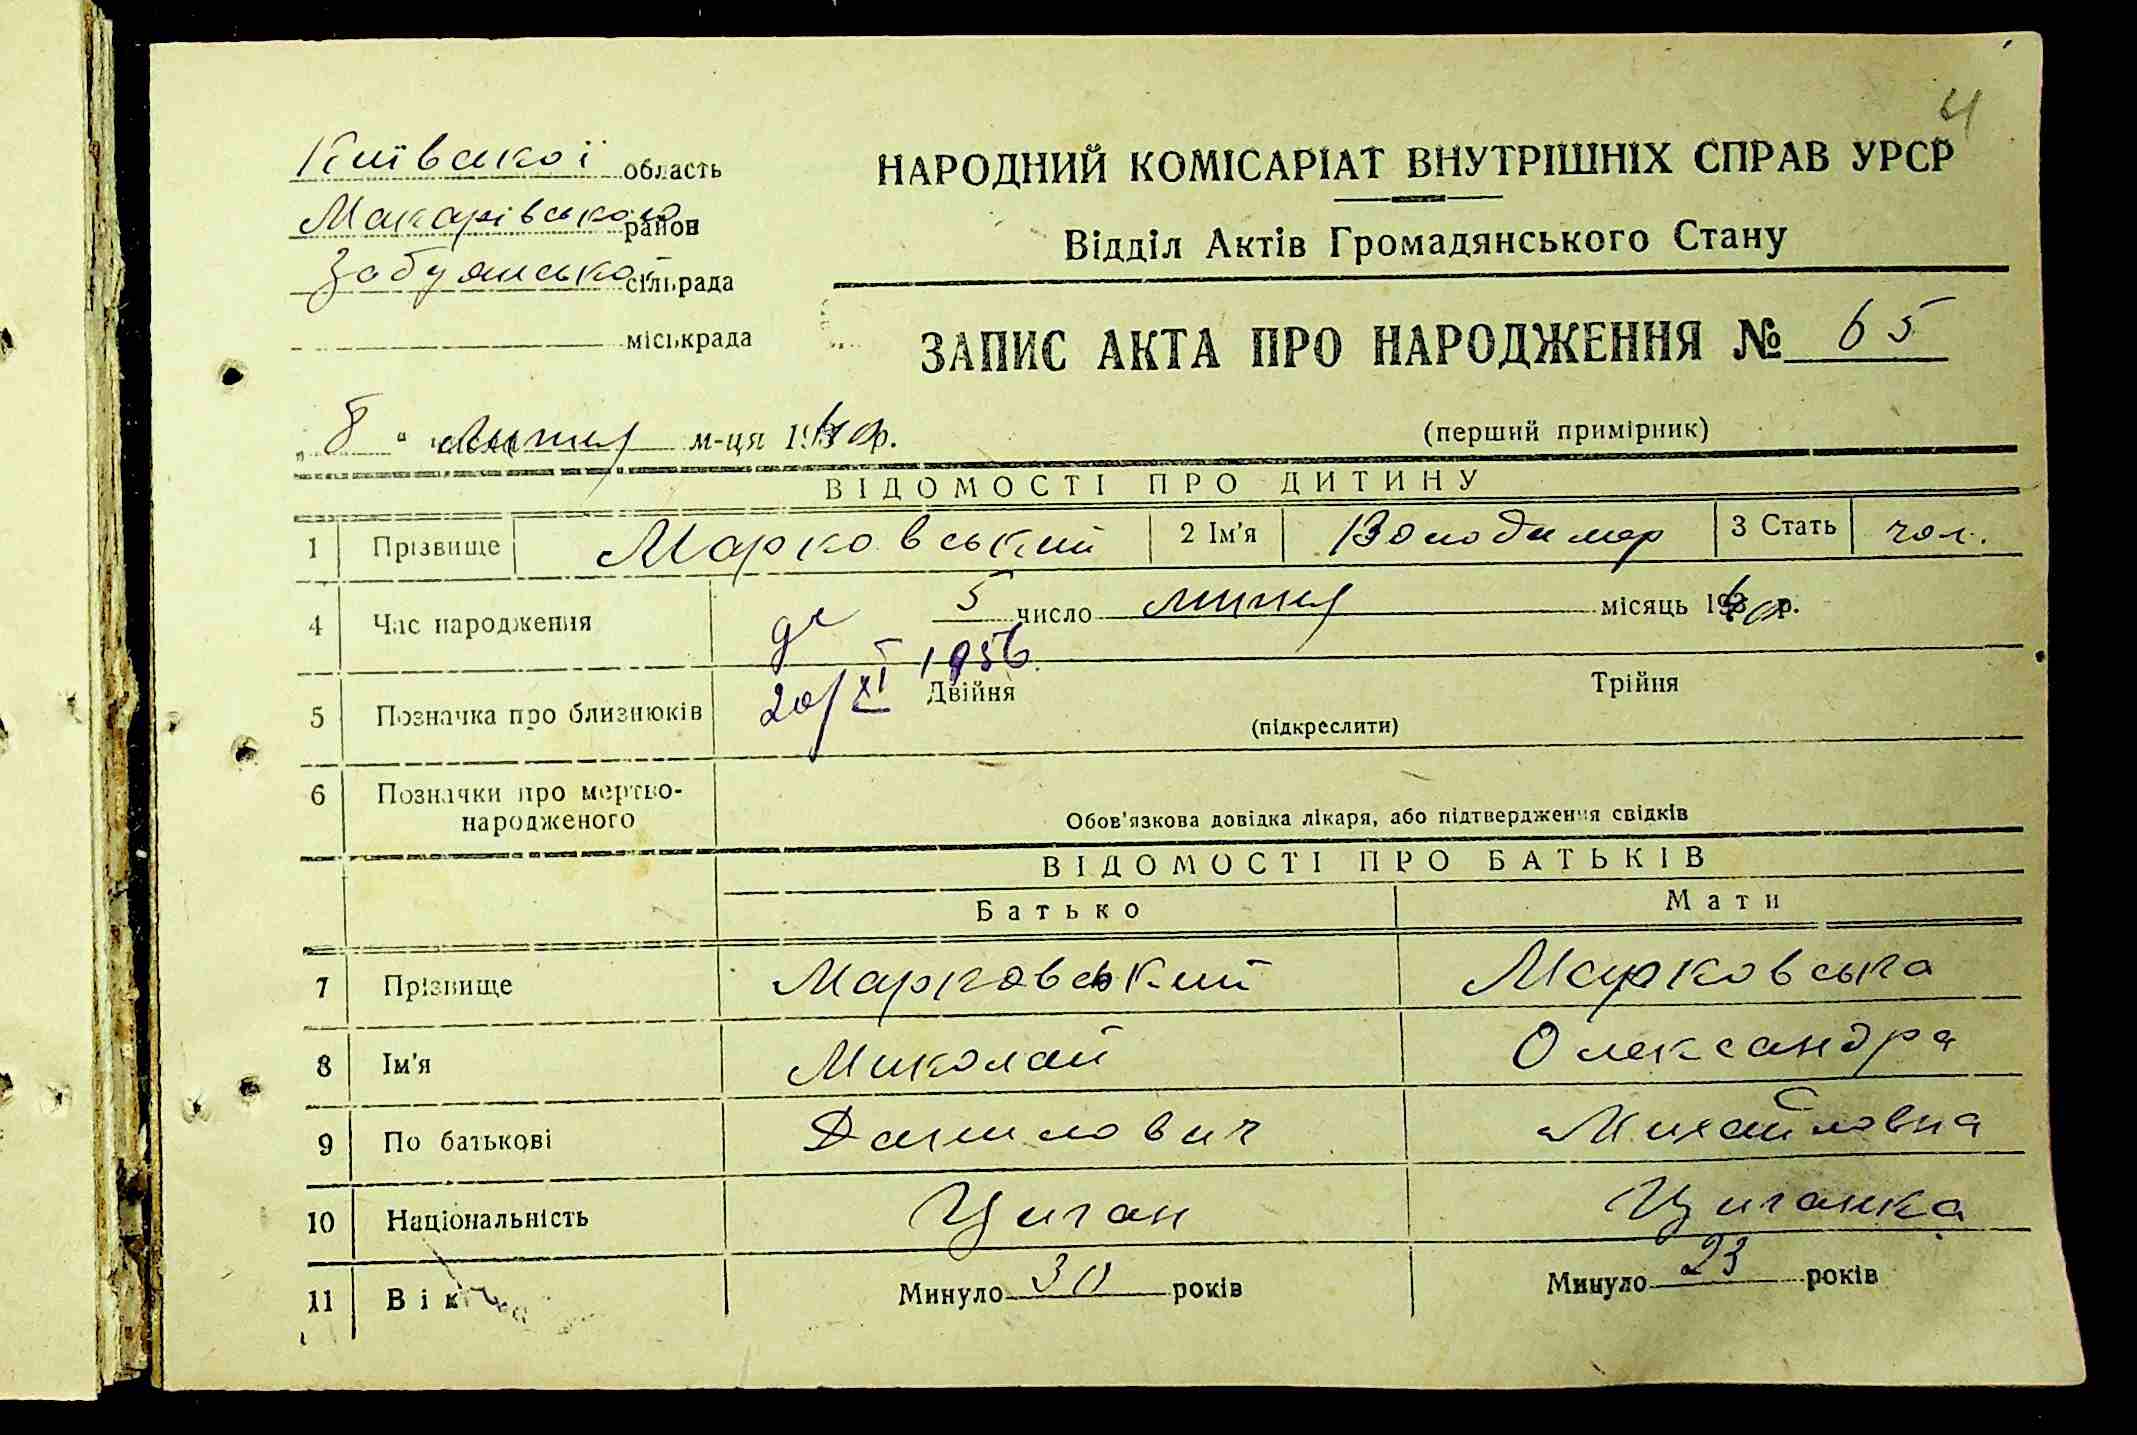 4
Київської область
Макарівського район
Забуянської сільрада
міськрада
НАРОДНИЙ КОМІСАРІАТ ВНУТРІШНІХ СПРАВ УРСР
Відділ Актів Громадянського Стану
ЗАПИС АКТА ПРО НАРОДЖЕННЯ № 65
(перший примірник)
„8“ липня м-ця 1940 р.
ВІДОМОСТІ ПРО ДИТИНУ
1 Прізвище Марковський 2 Ім'я Володимер 3 Стать чол.
4 Час народження 5 число липня місяць 1940 р.
20/XI 1956.
5 Позначка про близнюків Двійня Трійня
(підкреслити)
6 Позначки про мертво-
народженого
Обов'язкова довідка лікаря, або підтвердження свідків
ВІДОМОСТІ ПРО БАТЬКІВ
Батько Мати
7 Прізвище Марковський Марковська
8 Ім'я Миколай Олександра
9 По батькові Данилович Михайловна
10 Національність Циган Циганка
11 Вік Минуло 30 років Минуло 23 років